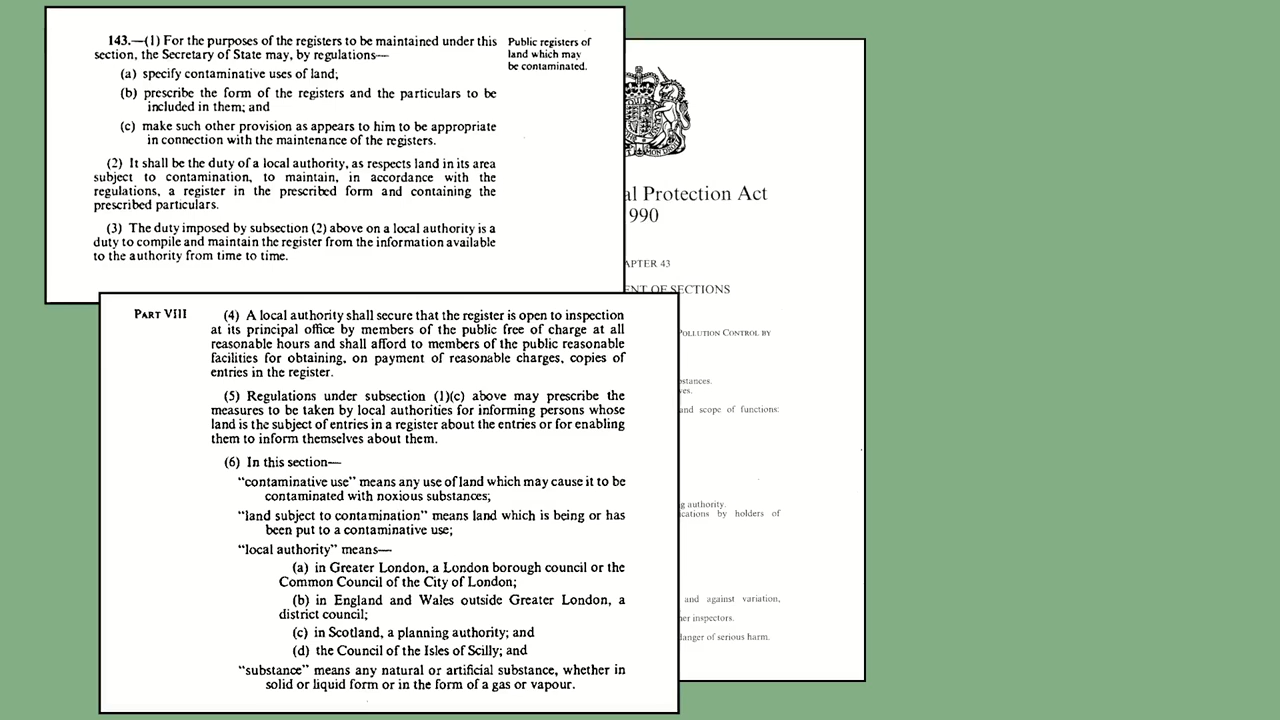 143.—(1) For the purposes of the registers to be maintained under this
section, the Secretary of State may, by regulations—
(a) specify contaminative uses of land;
(b) prescribe the form of the registers and the particulars to be
included in them; and
(c) make such other provision as appears to him to be appropriate
in connection with the maintenance of the registers.
(2) It shall be the duty of a local authority, as respects land in its area
subject to contamination, to maintain, in accordance with the
regulations, a register in the prescribed form and containing the
prescribed particulars.
(3) The duty imposed by subsection (2) above on a local authority is a
duty to compile and maintain the register from the information available
to the authority from time to time.
Public registers of
land which may
be contaminated.
PART VIII
(4) A local authority shall secure that the register is open to inspection
at its principal office by members of the public free of charge at all
reasonable hours and shall afford to members of the public reasonable
facilities for obtaining, on payment of reasonable charges, copies of
entries in the register.
(5) Regulations under subsection (1)(c) above may prescribe the
measures to be taken by local authorities for informing persons whose
land is the subject of entries in a register about the entries or for enabling
them to inform themselves about them.
(6) In this section—
“contaminative use” means any use of land which may cause it to be
contaminated with noxious substances;
“land subject to contamination” means land which is being or has
been put to a contaminative use;
“local authority” means—
(a) in Greater London, a London borough council or the
Common Council of the City of London;
(b) in England and Wales outside Greater London, a
district council;
(c) in Scotland, a planning authority; and
(d) the Council of the Isles of Scilly; and
“substance” means any natural or artificial substance, whether in
solid or liquid form or in the form of a gas or vapour.
al Protection Act
990
APTER 43
ENT OF SECTIONS
POLLUTION CONTROL BY
stances.
ves.
and scope of functions:
g authority.
ications by holders of
and against variation,
her inspectors.
danger of serious harm.